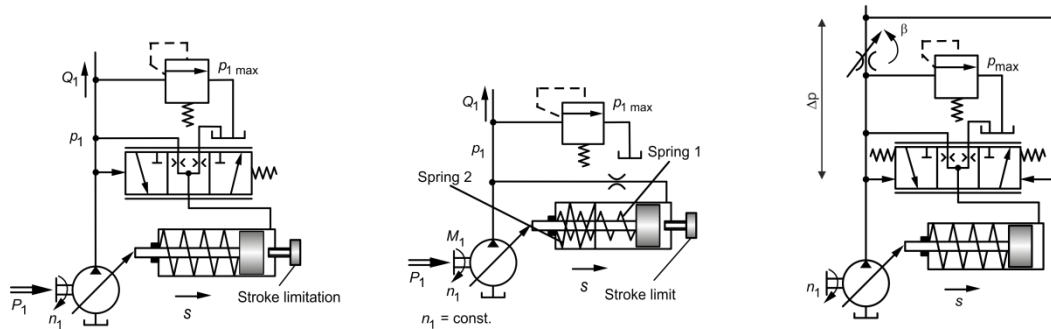 Q1
p1 max
p1
P1
n1
s
Stroke limitation
Q1
p1 max
p1
Spring 1
Spring 2
M1
P1
n1
s
Stroke limit
n1 = const.
β
Δp
pmax
n1
s